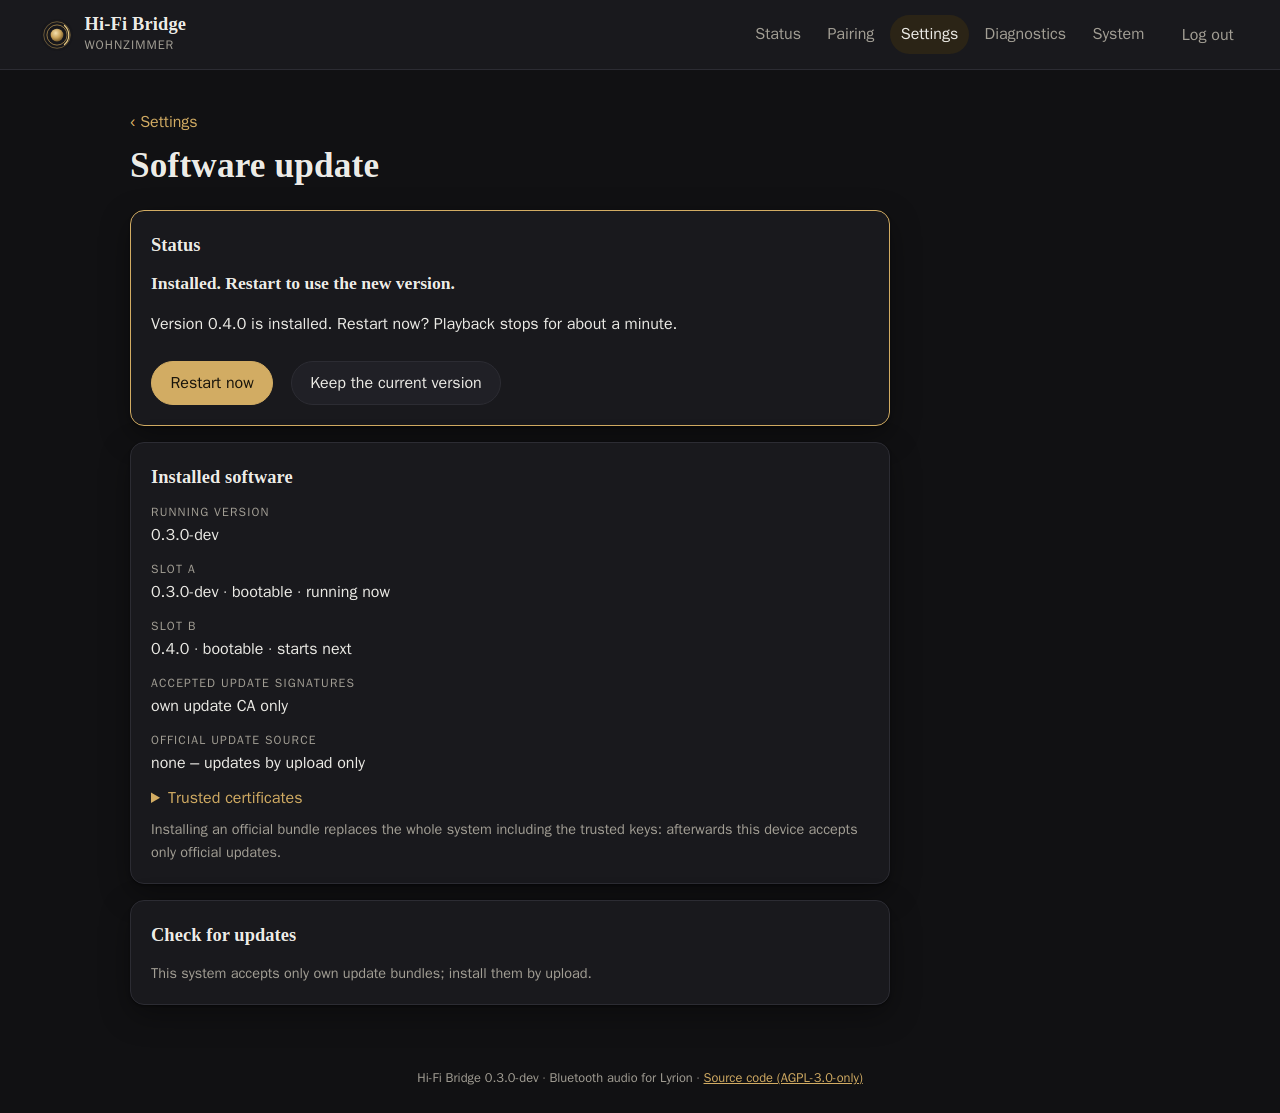 Hi-Fi Bridge
WOHNZIMMER
Status
Pairing
Settings
Diagnostics
System
Log out
‹ Settings
Software update
Status
Installed. Restart to use the new version.
Version 0.4.0 is installed. Restart now? Playback stops for about a minute.
Restart now
Keep the current version
Installed software
RUNNING VERSION
0.3.0-dev
SLOT A
0.3.0-dev · bootable · running now
SLOT B
0.4.0 · bootable · starts next
ACCEPTED UPDATE SIGNATURES
own update CA only
OFFICIAL UPDATE SOURCE
none – updates by upload only
Trusted certificates
Installing an official bundle replaces the whole system including the trusted keys: afterwards this device accepts
only official updates.
Check for updates
This system accepts only own update bundles; install them by upload.
Hi-Fi Bridge 0.3.0-dev · Bluetooth audio for Lyrion · Source code (AGPL-3.0-only)